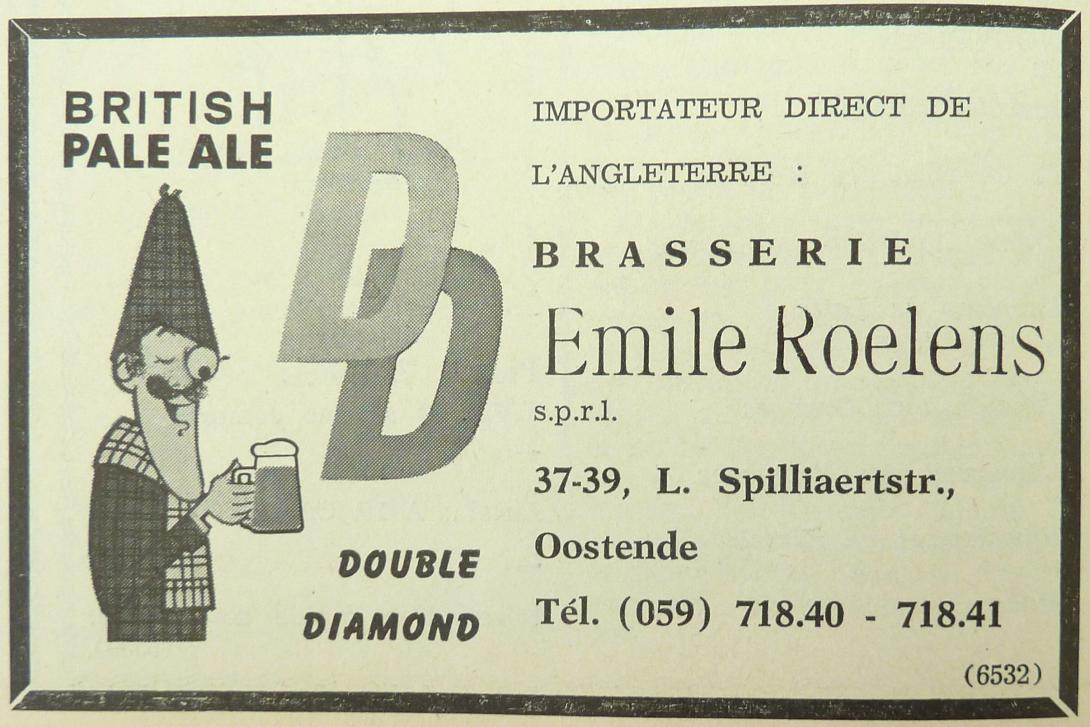 BRITISH
PALE ALE
DD
DOUBLE
DIAMOND
IMPORTATEUR DIRECT DE
L'ANGLETERRE :
BRASSERIE
Emile Roelens
s.p.r.l.
37-39, L. Spilliaertstr.,
Oostende
Tél. (059) 718.40 - 718.41
(6532)